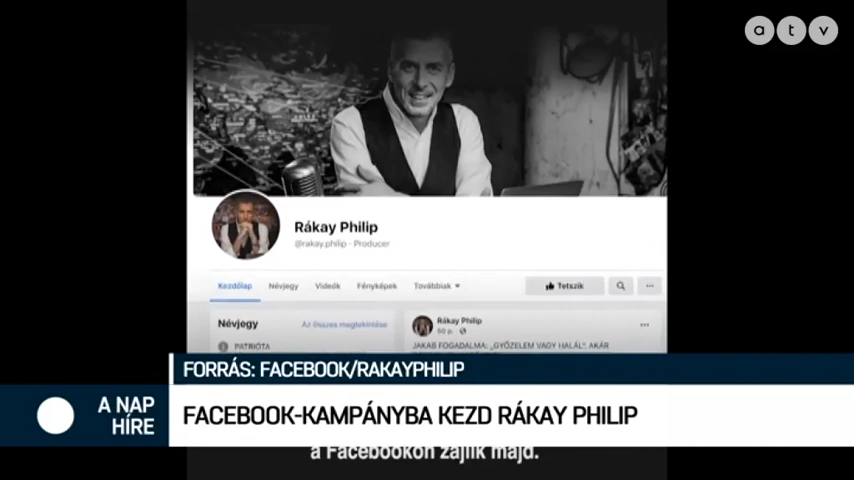 atv
Rákay Philip
@rakay.philip - Producer
Kezdőlap
Névjegy
Videók
Fényképek
Továbbiak
Tetszik
Névjegy
Az összes megtekintése
PATRIÓTA
Rákay Philip
60 p.
JAKAB FOGADALMA: „GYŐZELEM VAGY HALÁL". AKÁR
FORRÁS: FACEBOOK/RAKAYPHILIP
A NAP
HÍRE
FACEBOOK-KAMPÁNYBA KEZD RÁKAY PHILIP
a Facebookon zajlik majd.